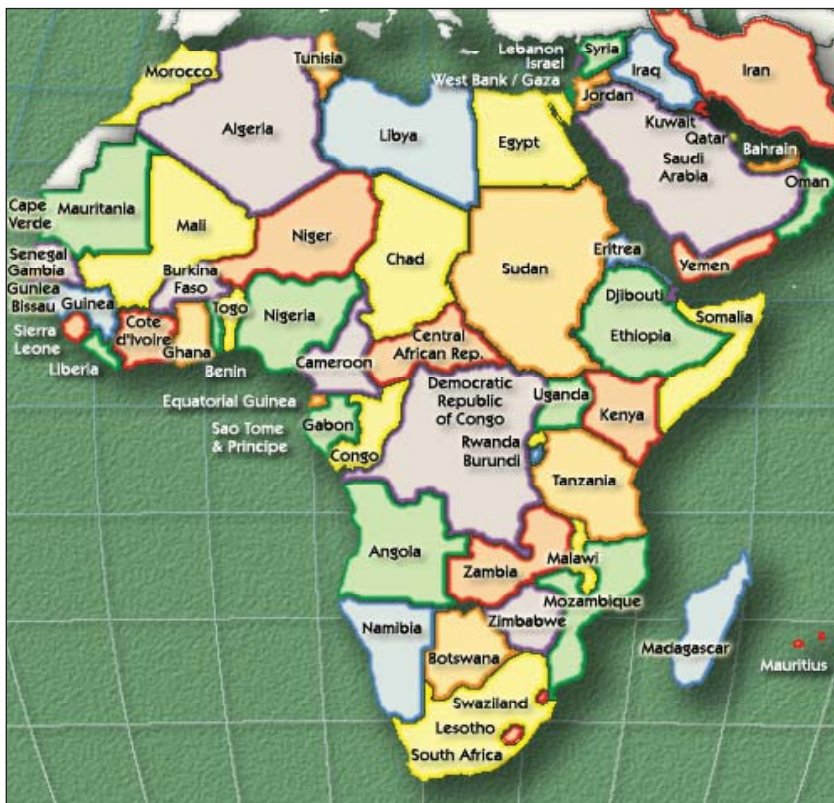 Morocco
Tunisia
Algeria
Libya
Egypt
Lebanon
Israel
West Bank / Gaza
Syria
Jordan
Iraq
Iran
Kuwait
Qatar
Bahrain
Saudi
Arabia
Oman
Yemen
Cape
Verde
Mauritania
Mali
Niger
Chad
Sudan
Eritrea
Djibouti
Ethiopia
Somalia
Senegal
Gambia
Guniea
Bissau
Guinea
Burkina
Faso
Sierra
Leone
Liberia
Cote
d'Ivoire
Ghana
Togo
Benin
Nigeria
Cameroon
Central
African Rep.
Equatorial Guinea
Sao Tome
& Principe
Gabon
Congo
Democratic
Republic
of Congo
Uganda
Kenya
Rwanda
Burundi
Tanzania
Angola
Zambia
Malawi
Mozambique
Zimbabwe
Namibia
Botswana
Madagascar
Mauritius
Swaziland
Lesotho
South Africa